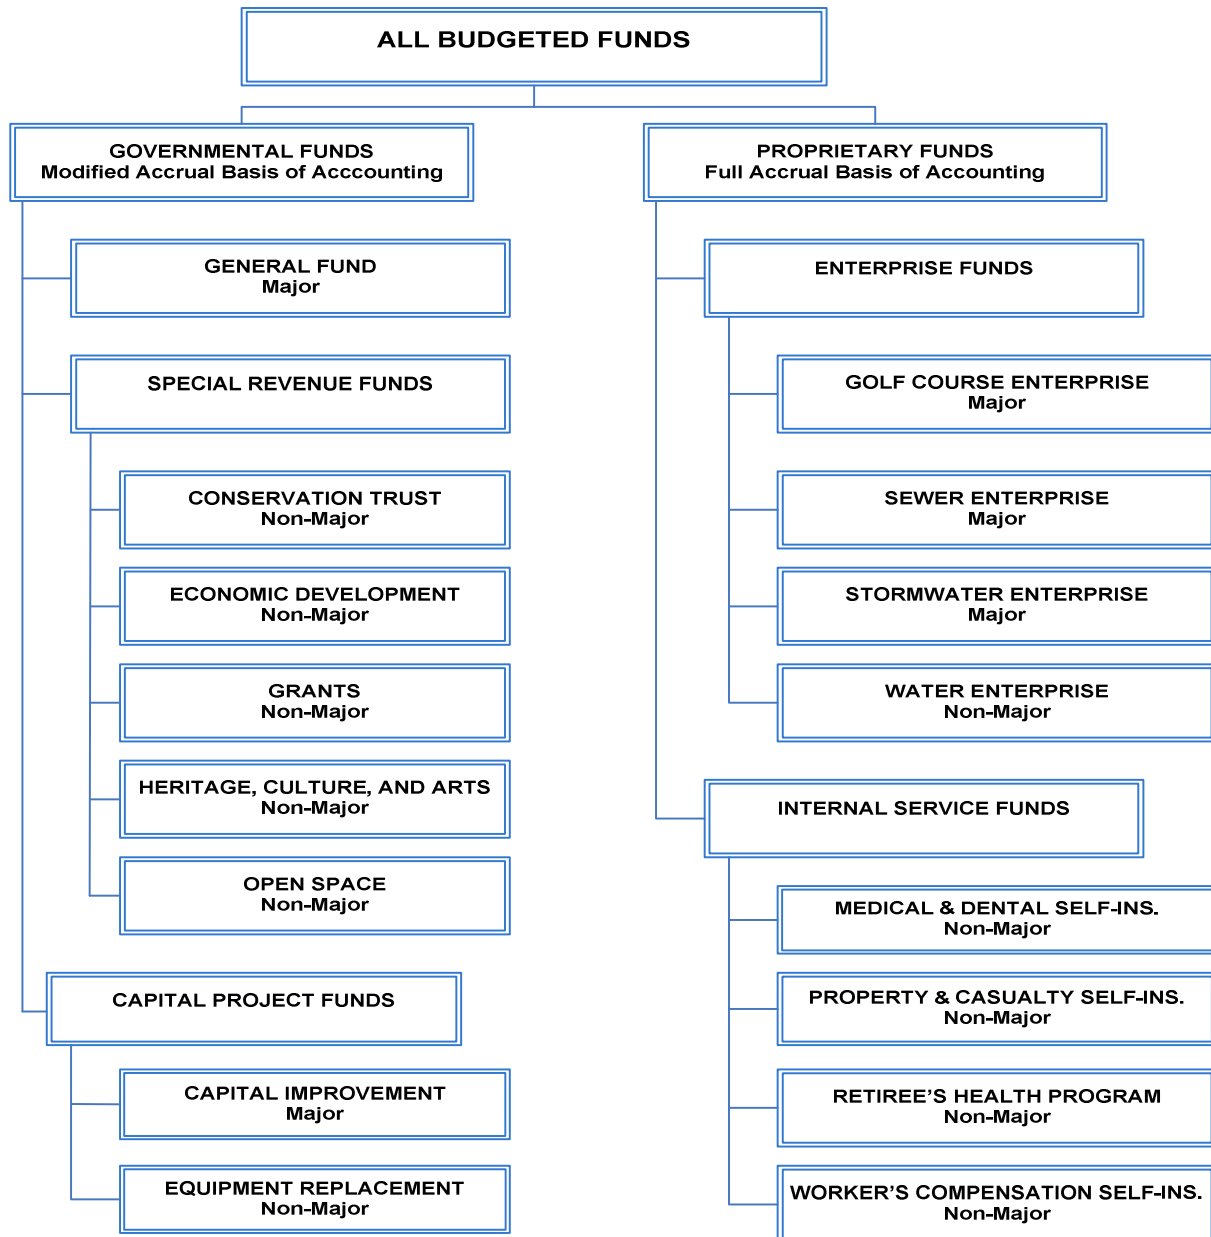 ALL BUDGETED FUNDS
GOVERNMENTAL FUNDS
Modified Accrual Basis of Acccounting
GENERAL FUND
Major
SPECIAL REVENUE FUNDS
CONSERVATION TRUST
Non-Major
ECONOMIC DEVELOPMENT
Non-Major
GRANTS
Non-Major
HERITAGE, CULTURE, AND ARTS
Non-Major
OPEN SPACE
Non-Major
CAPITAL PROJECT FUNDS
CAPITAL IMPROVEMENT
Major
EQUIPMENT REPLACEMENT
Non-Major
PROPRIETARY FUNDS
Full Accrual Basis of Accounting
ENTERPRISE FUNDS
GOLF COURSE ENTERPRISE
Major
SEWER ENTERPRISE
Major
STORMWATER ENTERPRISE
Major
WATER ENTERPRISE
Non-Major
INTERNAL SERVICE FUNDS
MEDICAL & DENTAL SELF-INS.
Non-Major
PROPERTY & CASUALTY SELF-INS.
Non-Major
RETIREE’S HEALTH PROGRAM
Non-Major
WORKER’S COMPENSATION SELF-INS.
Non-Major